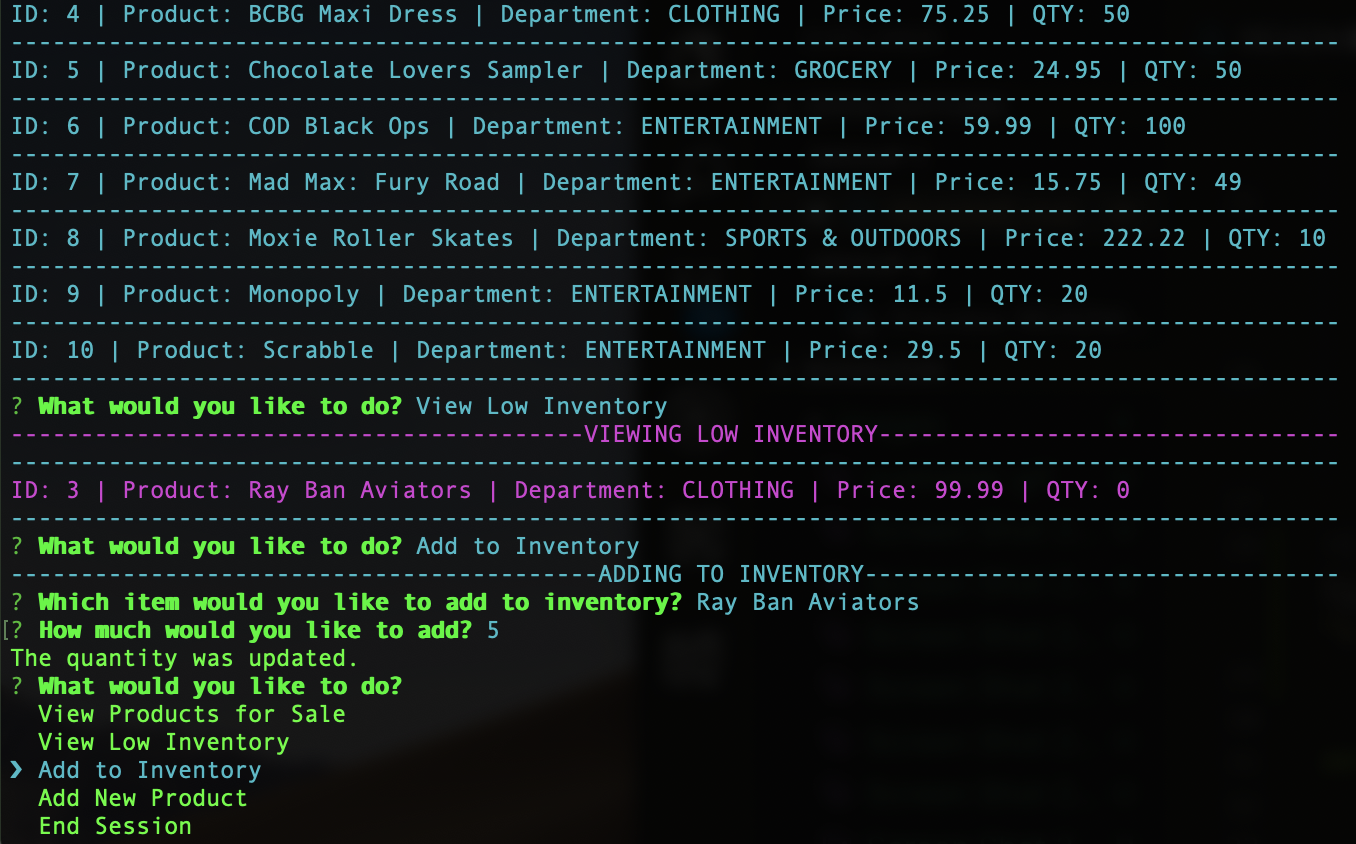 ID: 4 | Product: BCBG Maxi Dress | Department: CLOTHING | Price: 75.25 | QTY: 50
-----------------------------------------------------------------------------------------------
ID: 5 | Product: Chocolate Lovers Sampler | Department: GROCERY | Price: 24.95 | QTY: 50
-----------------------------------------------------------------------------------------------
ID: 6 | Product: COD Black Ops | Department: ENTERTAINMENT | Price: 59.99 | QTY: 100
-----------------------------------------------------------------------------------------------
ID: 7 | Product: Mad Max: Fury Road | Department: ENTERTAINMENT | Price: 15.75 | QTY: 49
-----------------------------------------------------------------------------------------------
ID: 8 | Product: Moxie Roller Skates | Department: SPORTS & OUTDOORS | Price: 222.22 | QTY: 10
-----------------------------------------------------------------------------------------------
ID: 9 | Product: Monopoly | Department: ENTERTAINMENT | Price: 11.5 | QTY: 20
-----------------------------------------------------------------------------------------------
ID: 10 | Product: Scrabble | Department: ENTERTAINMENT | Price: 29.5 | QTY: 20
-----------------------------------------------------------------------------------------------
? What would you like to do? View Low Inventory
-----------------------------------------VIEWING LOW INVENTORY---------------------------------
-----------------------------------------------------------------------------------------------
ID: 3 | Product: Ray Ban Aviators | Department: CLOTHING | Price: 99.99 | QTY: 0
-----------------------------------------------------------------------------------------------
? What would you like to do? Add to Inventory
------------------------------------------ADDING TO INVENTORY----------------------------------
? Which item would you like to add to inventory? Ray Ban Aviators
[? How much would you like to add? 5
The quantity was updated.
? What would you like to do?
View Products for Sale
View Low Inventory
❯ Add to Inventory
Add New Product
End Session